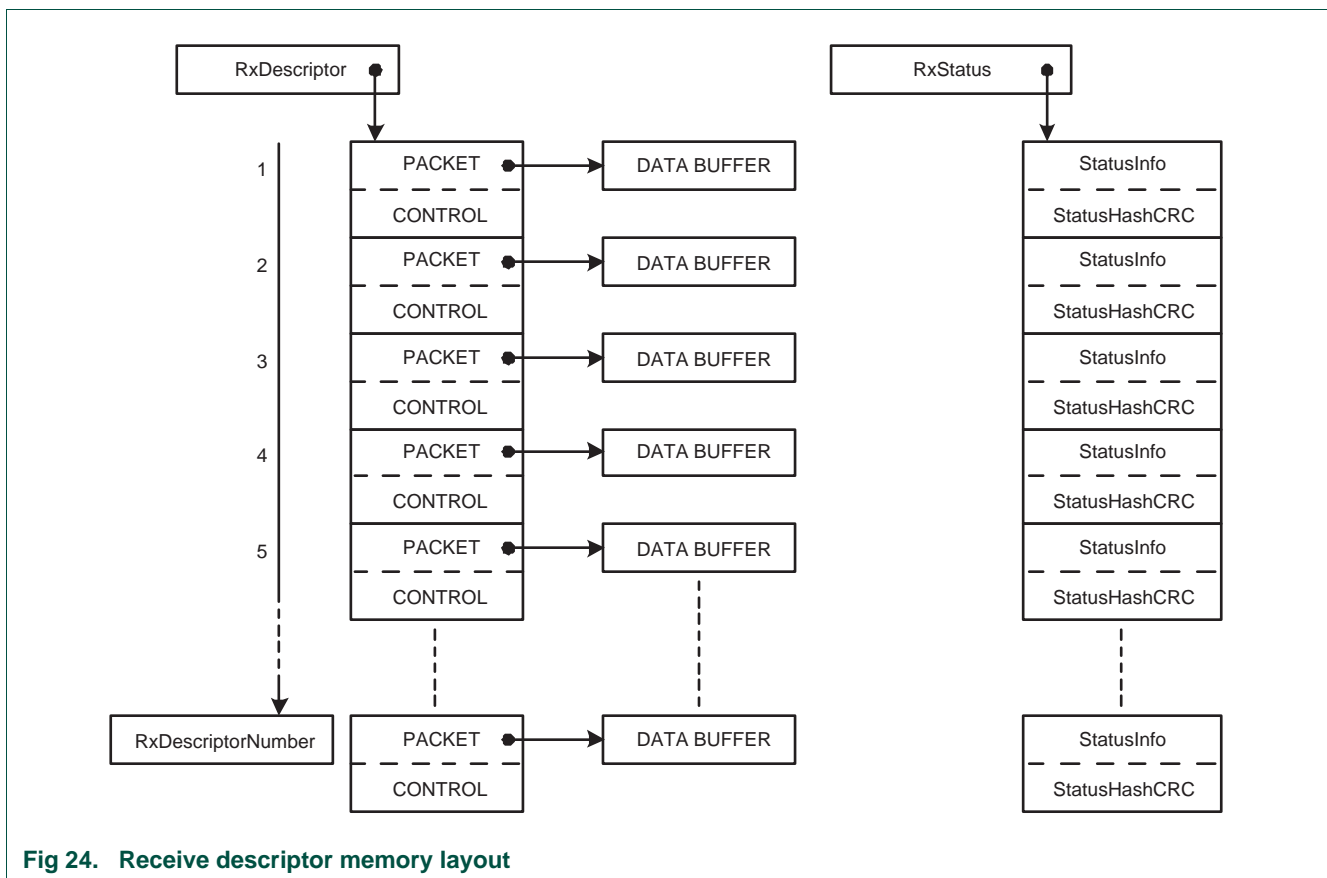 RxDescriptor
RxStatus
1
PACKET
DATA BUFFER
StatusInfo
CONTROL
StatusHashCRC
2
PACKET
DATA BUFFER
StatusInfo
CONTROL
StatusHashCRC
3
PACKET
DATA BUFFER
StatusInfo
CONTROL
StatusHashCRC
4
PACKET
DATA BUFFER
StatusInfo
CONTROL
StatusHashCRC
5
PACKET
DATA BUFFER
StatusInfo
CONTROL
StatusHashCRC
RxDescriptorNumber
PACKET
DATA BUFFER
StatusInfo
CONTROL
StatusHashCRC
Fig 24. Receive descriptor memory layout